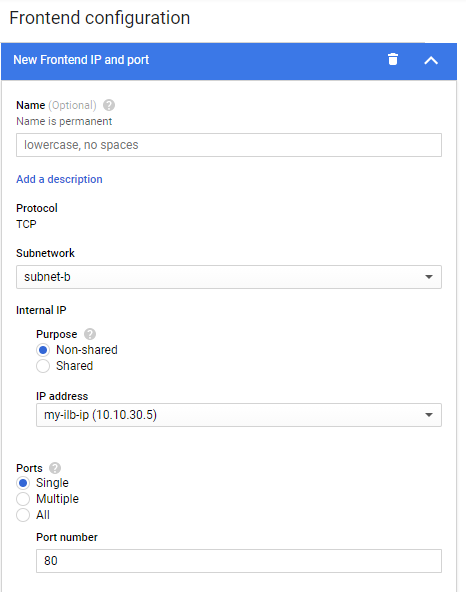 Frontend configuration
New Frontend IP and port
Name (Optional) ?
Name is permanent
lowercase, no spaces
Add a description
Protocol
TCP
Subnetwork
subnet-b
Internal IP
Purpose ?
Non-shared
Shared
IP address
my-ilb-ip (10.10.30.5)
Ports ?
Single
Multiple
All
Port number
80